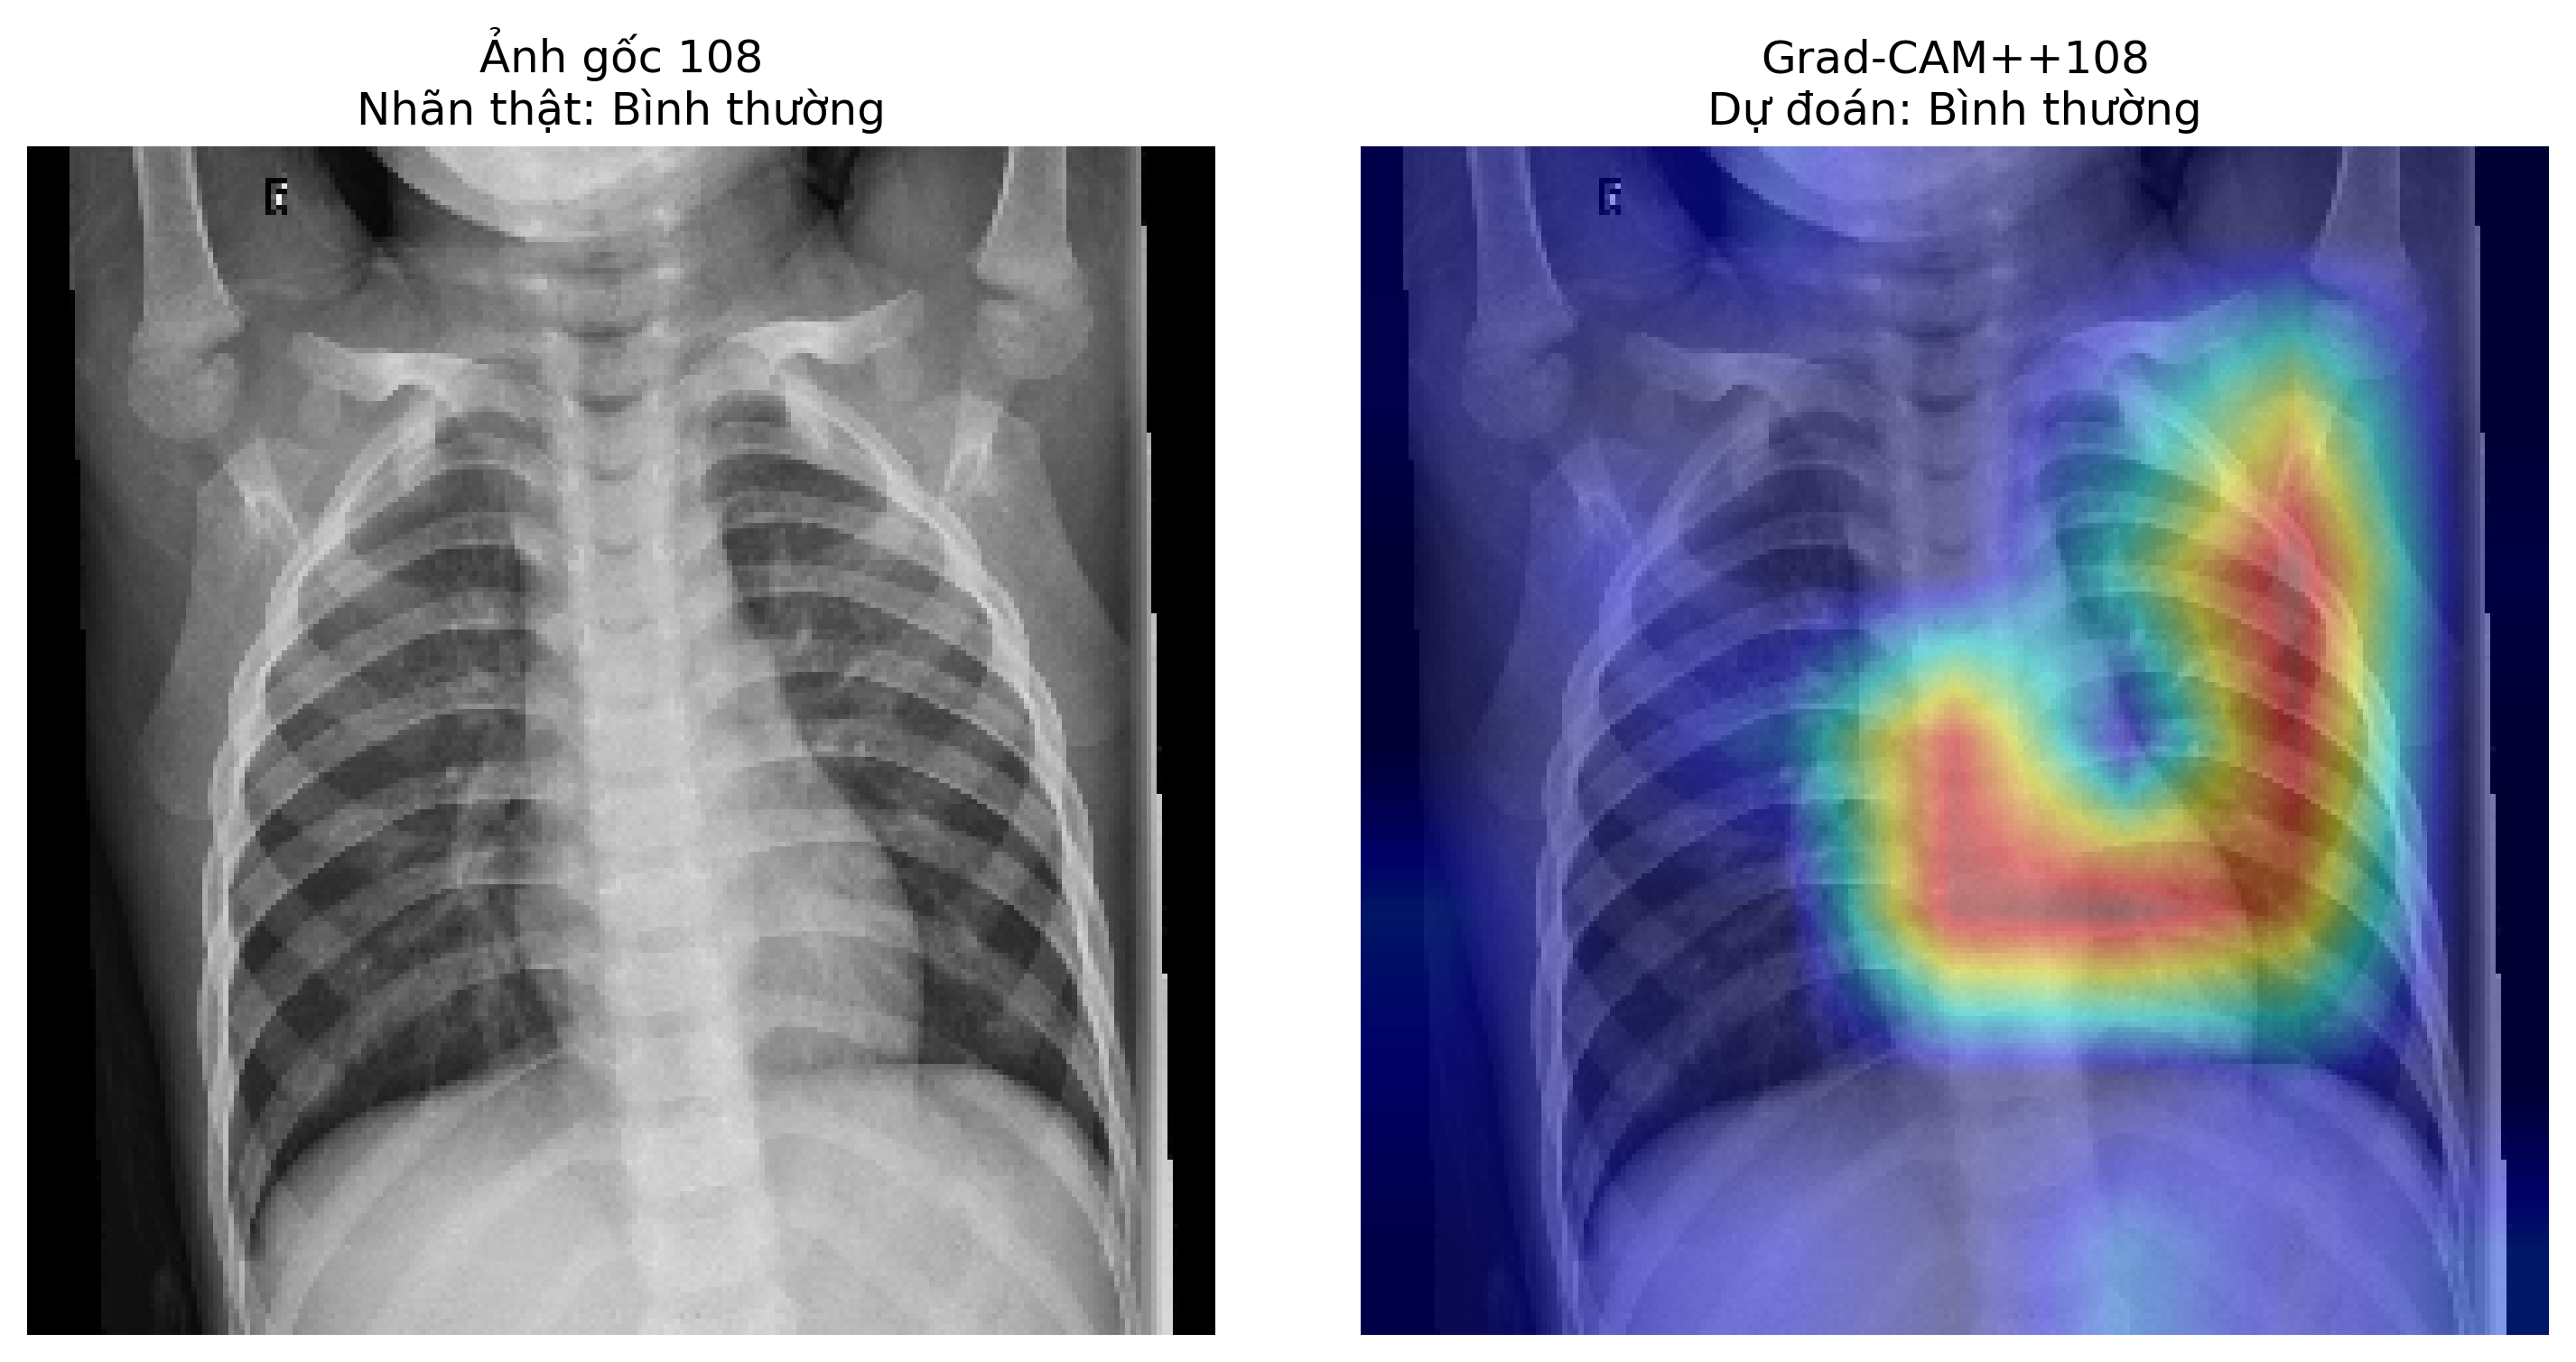 Ảnh gốc 108
Nhãn thật: Bình thường
Grad-CAM++108
Dự đoán: Bình thường